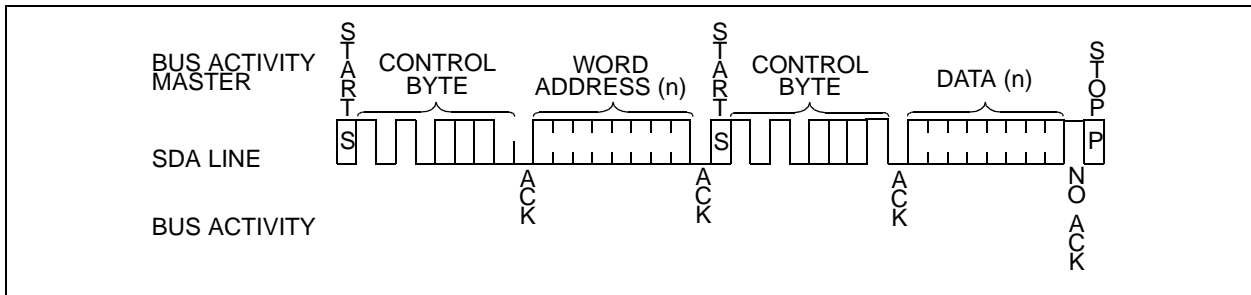 BUS ACTIVITY
MASTER
START
CONTROL
BYTE
WORD
ADDRESS (n)
START
CONTROL
BYTE
DATA (n)
STOP
SDA LINE
S
S
P
BUS ACTIVITY
ACK
ACK
ACK
NO ACK